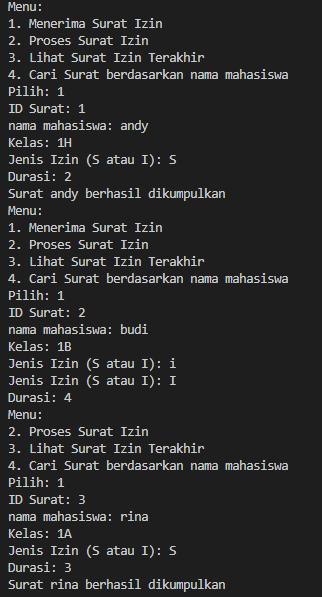 Menu:
1. Menerima Surat Izin
2. Proses Surat Izin
3. Lihat Surat Izin Terakhir
4. Cari Surat berdasarkan nama mahasiswa
Pilih: 1
ID Surat: 1
nama mahasiswa: andy
Kelas: 1H
Jenis Izin (S atau I): S
Durasi: 2
Surat andy berhasil dikumpulkan
Menu:
1. Menerima Surat Izin
2. Proses Surat Izin
3. Lihat Surat Izin Terakhir
4. Cari Surat berdasarkan nama mahasiswa
Pilih: 1
ID Surat: 2
nama mahasiswa: budi
Kelas: 1B
Jenis Izin (S atau I): i
Jenis Izin (S atau I): I
Durasi: 4
Menu:
2. Proses Surat Izin
3. Lihat Surat Izin Terakhir
4. Cari Surat berdasarkan nama mahasiswa
Pilih: 1
ID Surat: 3
nama mahasiswa: rina
Kelas: 1A
Jenis Izin (S atau I): S
Durasi: 3
Surat rina berhasil dikumpulkan